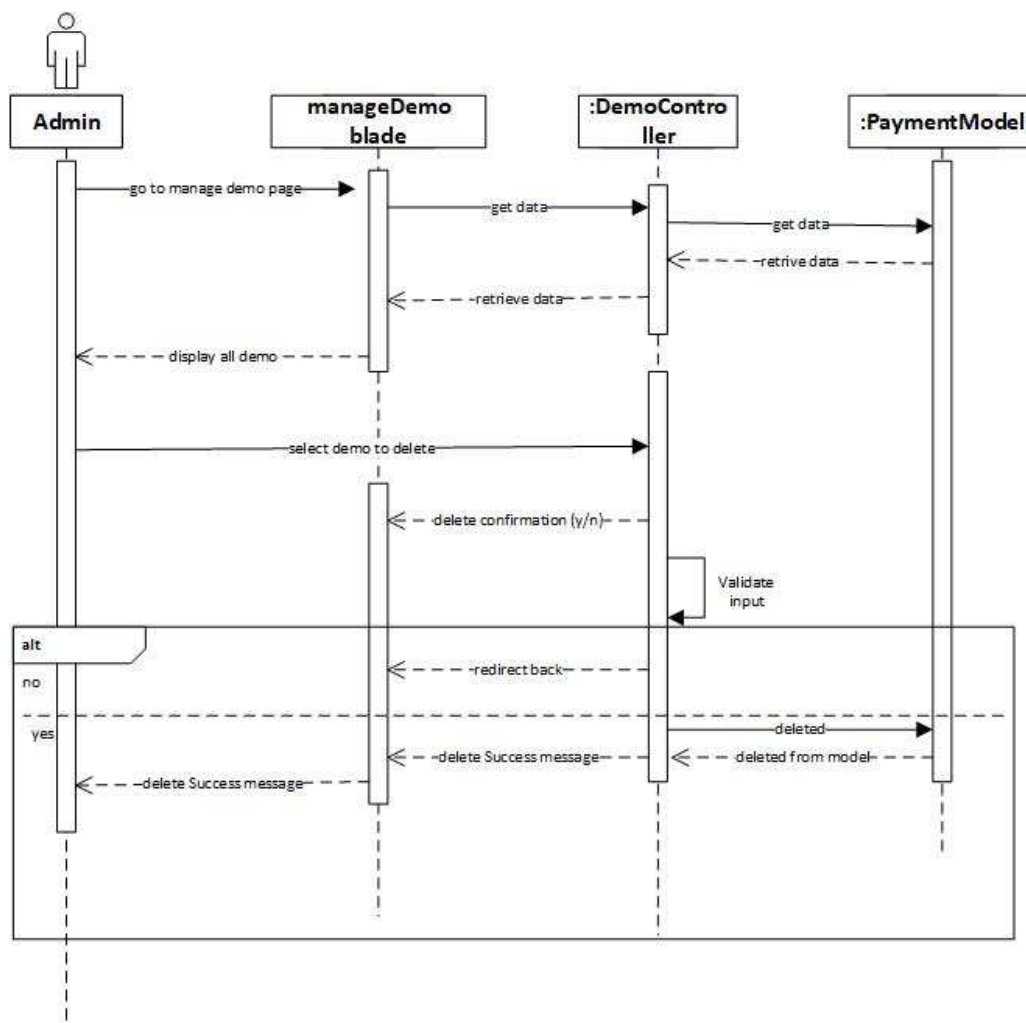 Admin
manageDemo
blade
:DemoContro
ller
:PaymentModel
go to manage demo page
get data
get data
retrive data
retrieve data
display all demo
select demo to delete
delete confirmation (y/n)
Validate
input
alt
redirect back
no
yes
deleted
delete Success message
deleted from model
delete Success message